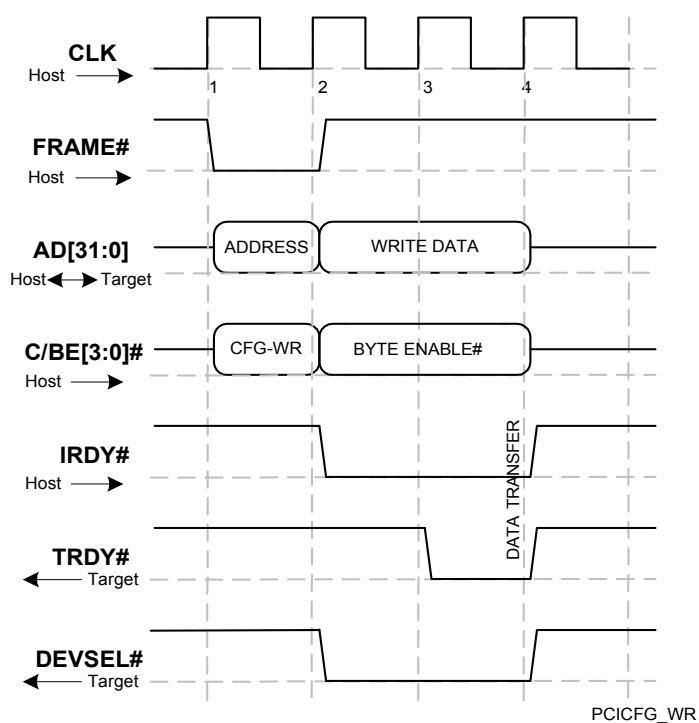 CLK
Host
1 2 3 4
FRAME#
Host
AD[31:0]
ADDRESS WRITE DATA
Host Target
C/BE[3:0]#
CFG-WR BYTE ENABLE#
Host
IRDY#
Host
DATA TRANSFER
TRDY#
Target
DEVSEL#
Target
PCICFG_WR